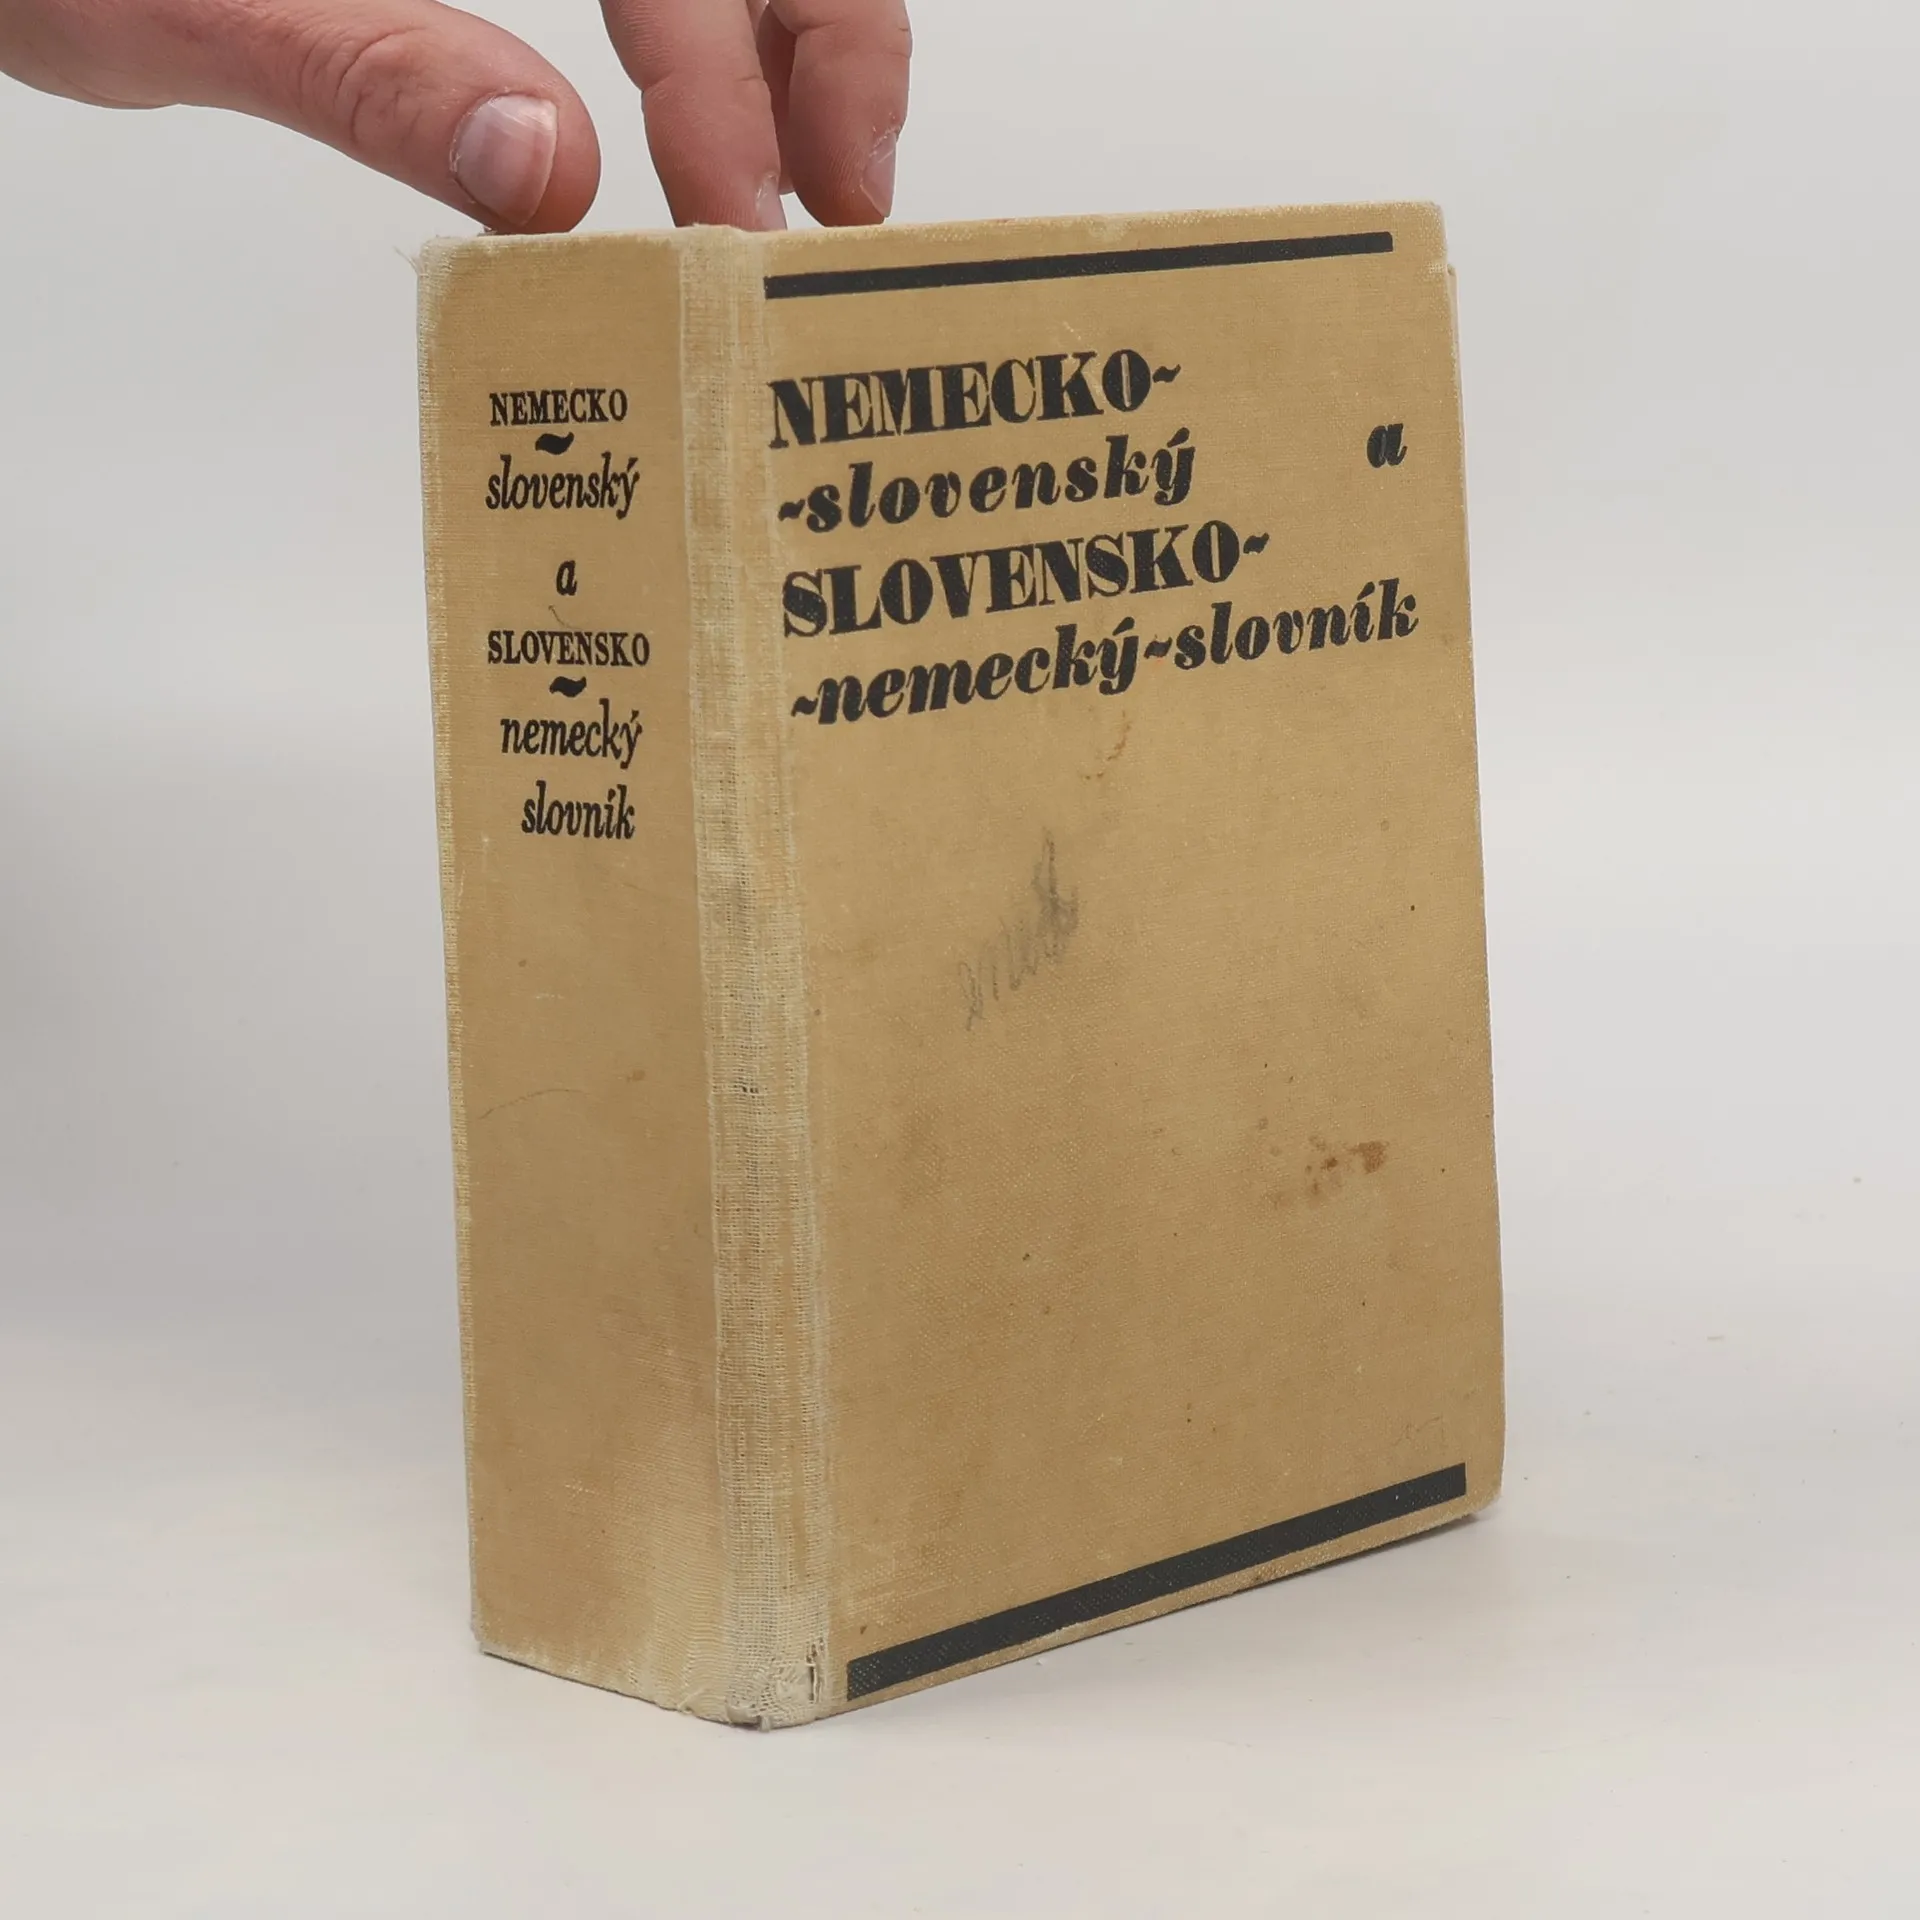 NEMECKO
~
slovenský
a
SLOVENSKO
~
nemecký
slovník
NEMECKO~
~slovenský a
SLOVENSKO~
~nemecký~slovník